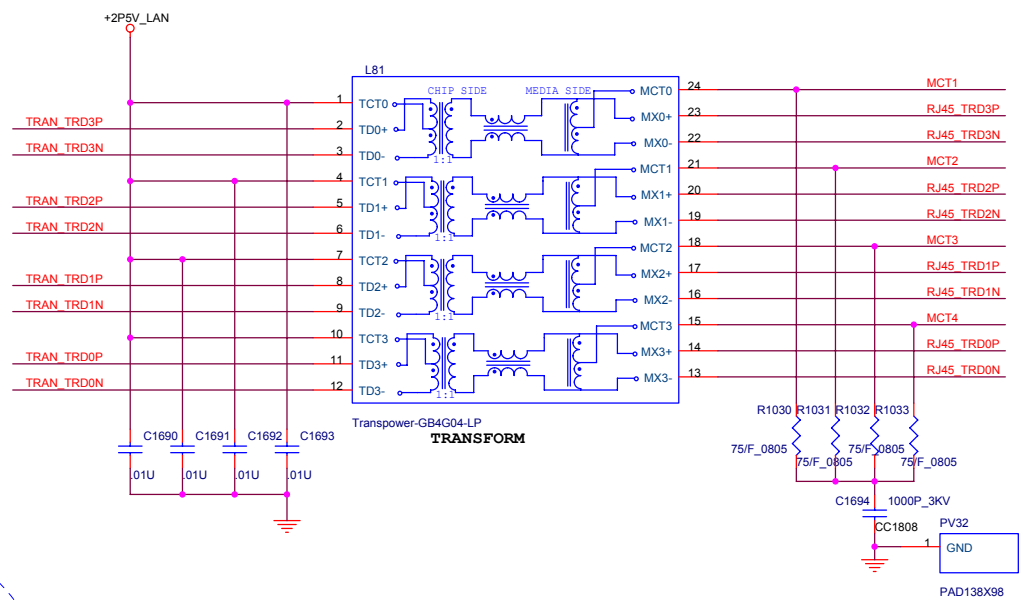 +2P5V_LAN
L81
CHIP SIDE MEDIA SIDE
1 TCT0 MCT0 24 MCT1
TRAN_TRD3P 2 TD0+ MX0+ 23 RJ45_TRD3P
TRAN_TRD3N 3 TD0- MX0- 22 RJ45_TRD3N
1:1
4 TCT1 MCT1 21 MCT2
TRAN_TRD2P 5 TD1+ MX1+ 20 RJ45_TRD2P
TRAN_TRD2N 6 TD1- MX1- 19 RJ45_TRD2N
1:1
7 TCT2 MCT2 18 MCT3
TRAN_TRD1P 8 TD2+ MX2+ 17 RJ45_TRD1P
TRAN_TRD1N 9 TD2- MX2- 16 RJ45_TRD1N
1:1
10 TCT3 MCT3 15 MCT4
TRAN_TRD0P 11 TD3+ MX3+ 14 RJ45_TRD0P
TRAN_TRD0N 12 TD3- MX3- 13 RJ45_TRD0N
1:1
Transpower-GB4G04-LP
TRANSFORM
R1030 R1031 R1032 R1033
75/F_0805 75/F_0805
75/F_0805 75/F_0805
C1690 C1691 C1692 C1693
.01U .01U .01U .01U
C1694 1000P_3KV
CC1808
PV32
1 GND
PAD138X98